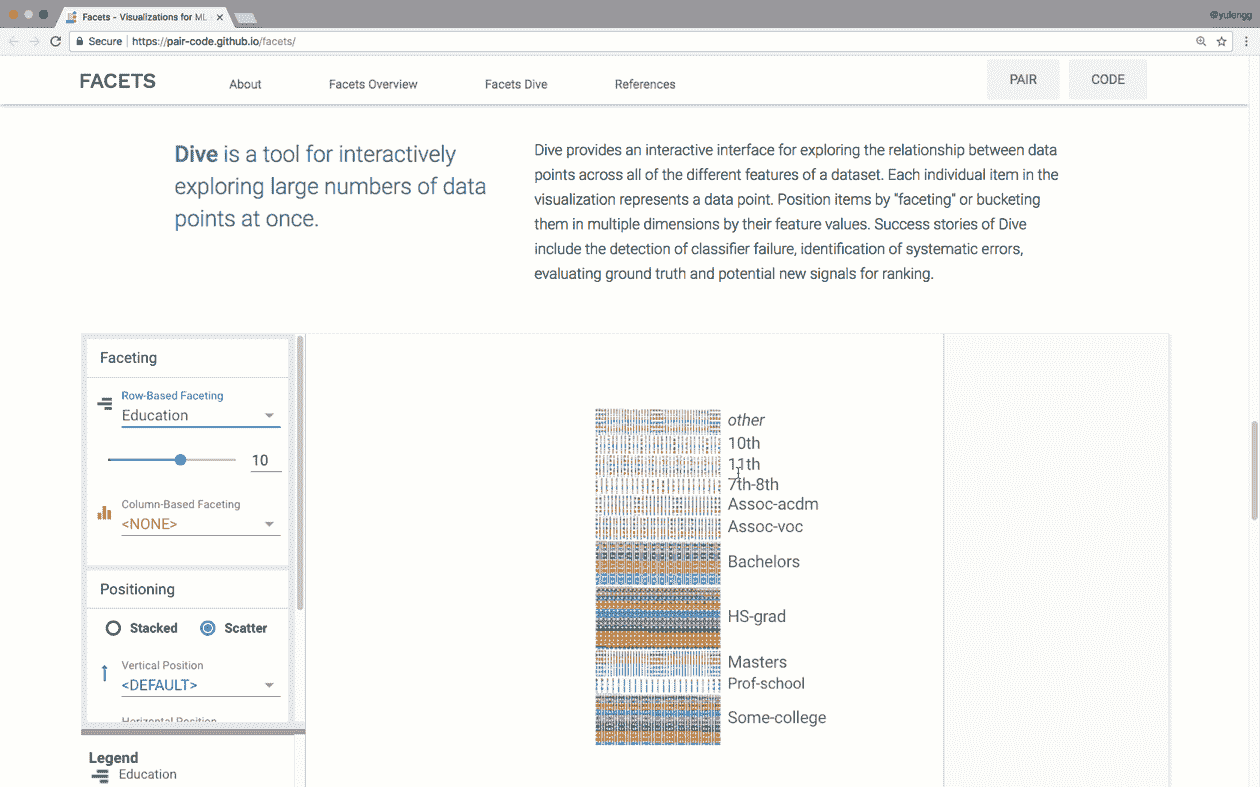 Facets - Visualizations for ML
@yulengg
Secure https://pair-code.github.io/facets/
FACETS About Facets Overview Facets Dive References PAIR CODE
Dive is a tool for interactively
exploring large numbers of data
points at once.
Dive provides an interactive interface for exploring the relationship between data
points across all of the different features of a dataset. Each individual item in the
visualization represents a data point. Position items by "faceting" or bucketing
them in multiple dimensions by their feature values. Success stories of Dive
include the detection of classifier failure, identification of systematic errors,
evaluating ground truth and potential new signals for ranking.
Faceting
Row-Based Faceting
Education
10
Column-Based Faceting
<NONE>
Positioning
Stacked Scatter
Vertical Position
<DEFAULT>
Horizontal Position
Legend
Education
other
10th
11th
7th-8th
Assoc-acdm
Assoc-voc
Bachelors
HS-grad
Masters
Prof-school
Some-college